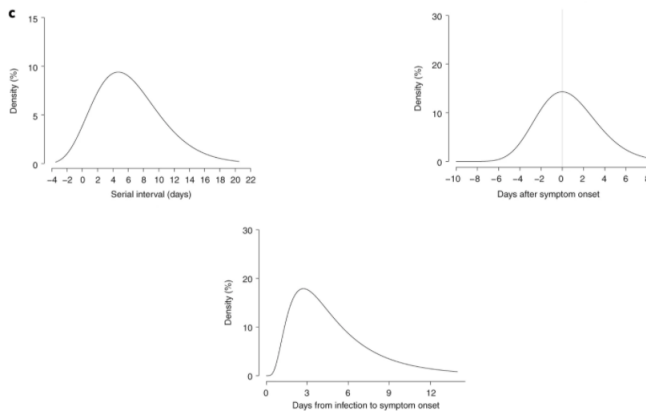 c
15
10
5
0
Density (%)
−4 −2 0 2 4 6 8 10 12 14 16 18 20 22
Serial interval (days)
30
20
10
0
Density (%)
−10 −8 −6 −4 −2 0 2 4 6 8
Days after symptom onset
30
20
10
0
Density (%)
0 3 6 9 12
Days from infection to symptom onset